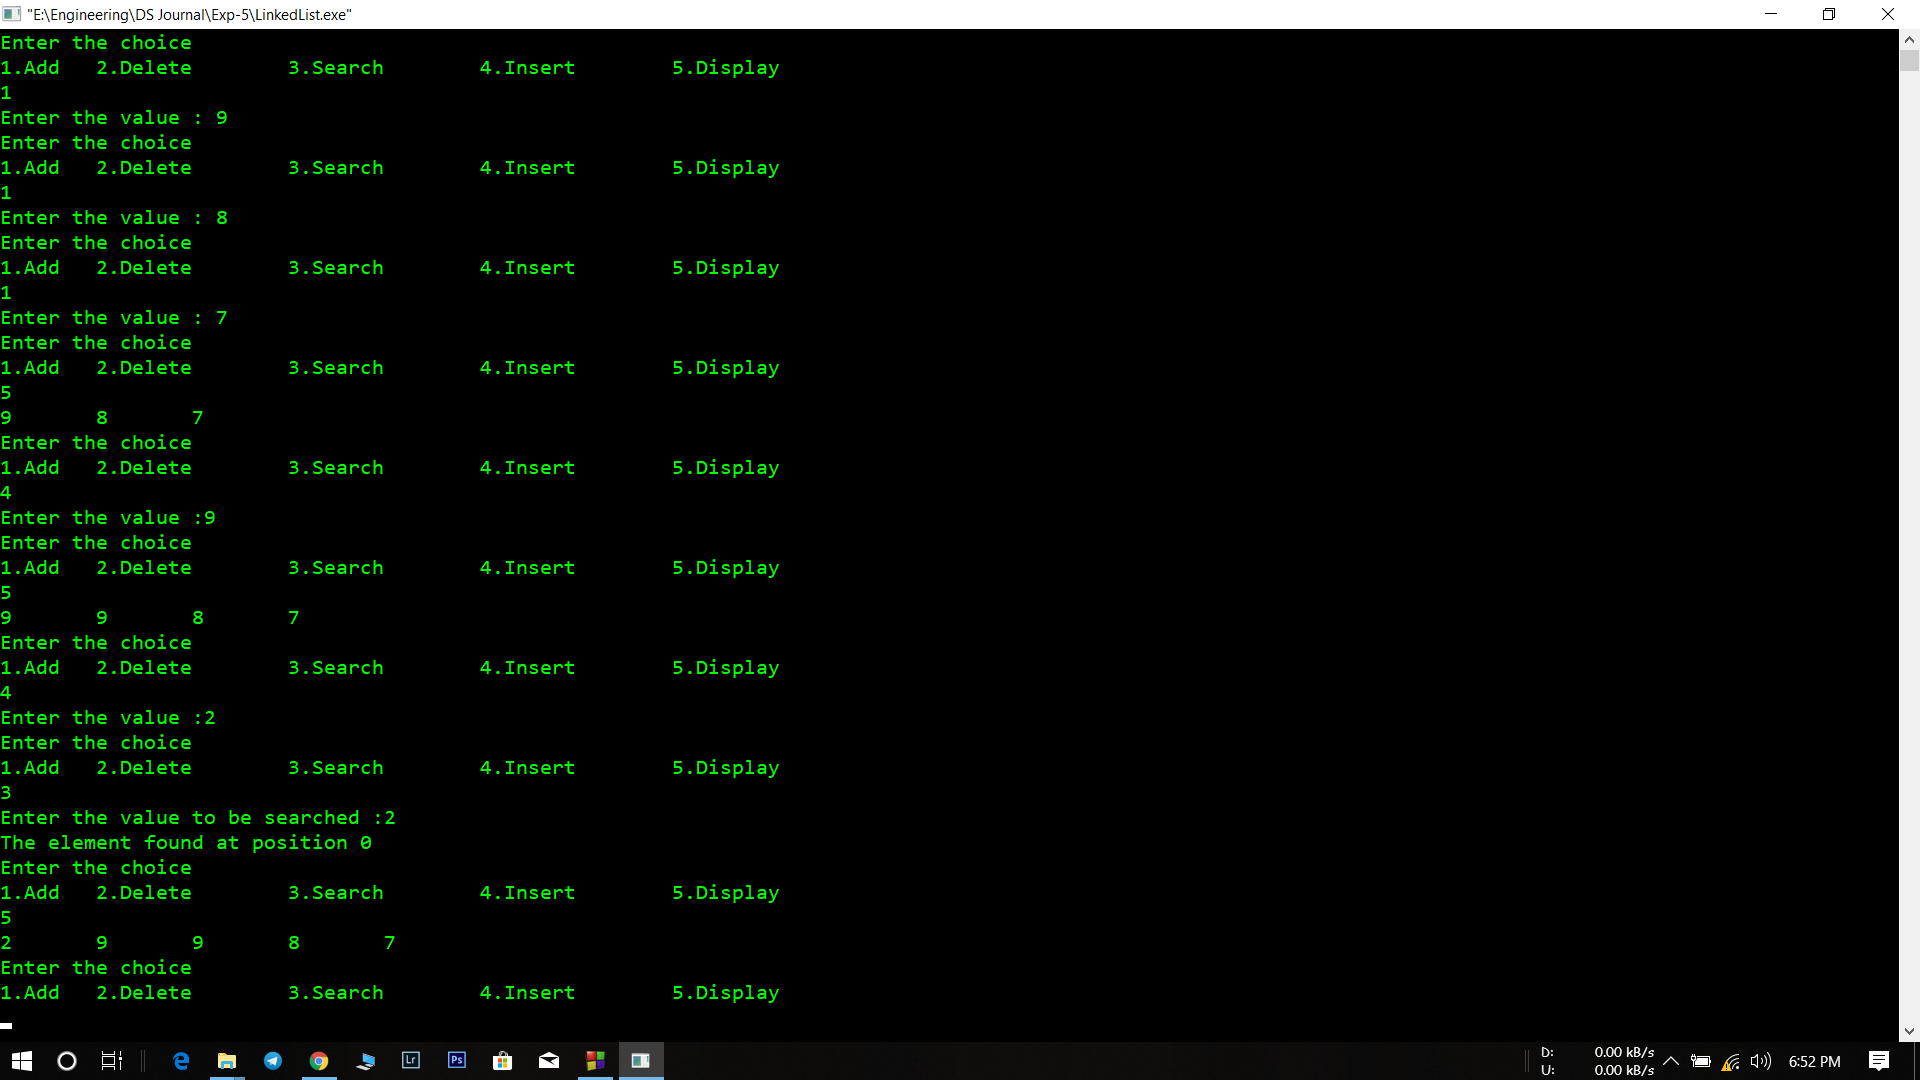 "E:\Engineering\DS Journal\Exp-5\LinkedList.exe"
Enter the choice
1.Add 2.Delete 3.Search 4.Insert 5.Display
1
Enter the value : 9
Enter the choice
1.Add 2.Delete 3.Search 4.Insert 5.Display
1
Enter the value : 8
Enter the choice
1.Add 2.Delete 3.Search 4.Insert 5.Display
1
Enter the value : 7
Enter the choice
1.Add 2.Delete 3.Search 4.Insert 5.Display
5
9 8 7
Enter the choice
1.Add 2.Delete 3.Search 4.Insert 5.Display
4
Enter the value :9
Enter the choice
1.Add 2.Delete 3.Search 4.Insert 5.Display
5
9 9 8 7
Enter the choice
1.Add 2.Delete 3.Search 4.Insert 5.Display
4
Enter the value :2
Enter the choice
1.Add 2.Delete 3.Search 4.Insert 5.Display
3
Enter the value to be searched :2
The element found at position 0
Enter the choice
1.Add 2.Delete 3.Search 4.Insert 5.Display
5
2 9 9 8 7
Enter the choice
1.Add 2.Delete 3.Search 4.Insert 5.Display
Lr Ps
D: 0.00 kB/s
U: 0.00 kB/s
6:52 PM